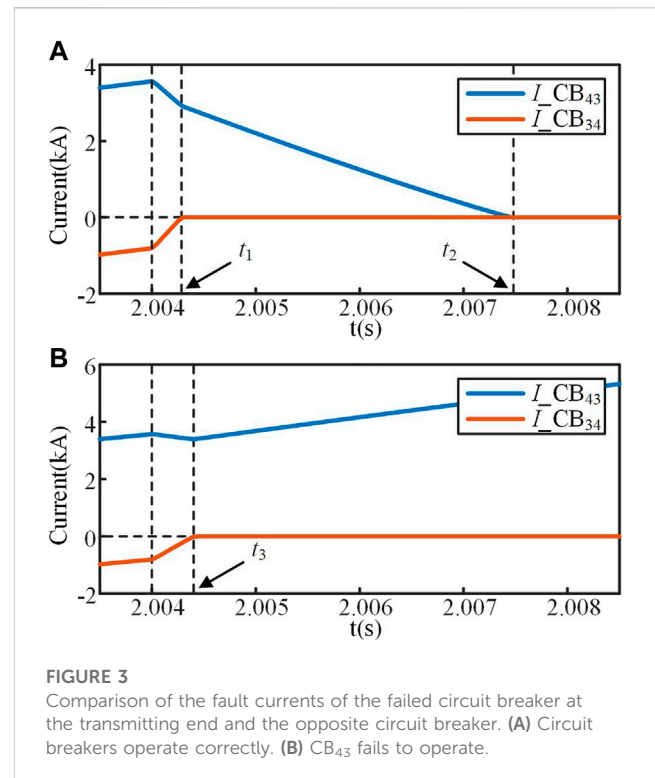 A
Current(kA)
4
2
0
-2
I_CB₄₃
I_CB₃₄
t₁
t₂
2.004 2.005 2.006 2.007 2.008
t(s)
B
Current(kA)
6
4
2
0
-2
I_CB₄₃
I_CB₃₄
t₃
2.004 2.005 2.006 2.007 2.008
t(s)
FIGURE 3
Comparison of the fault currents of the failed circuit breaker at
the transmitting end and the opposite circuit breaker. (A) Circuit
breakers operate correctly. (B) CB₄₃ fails to operate.